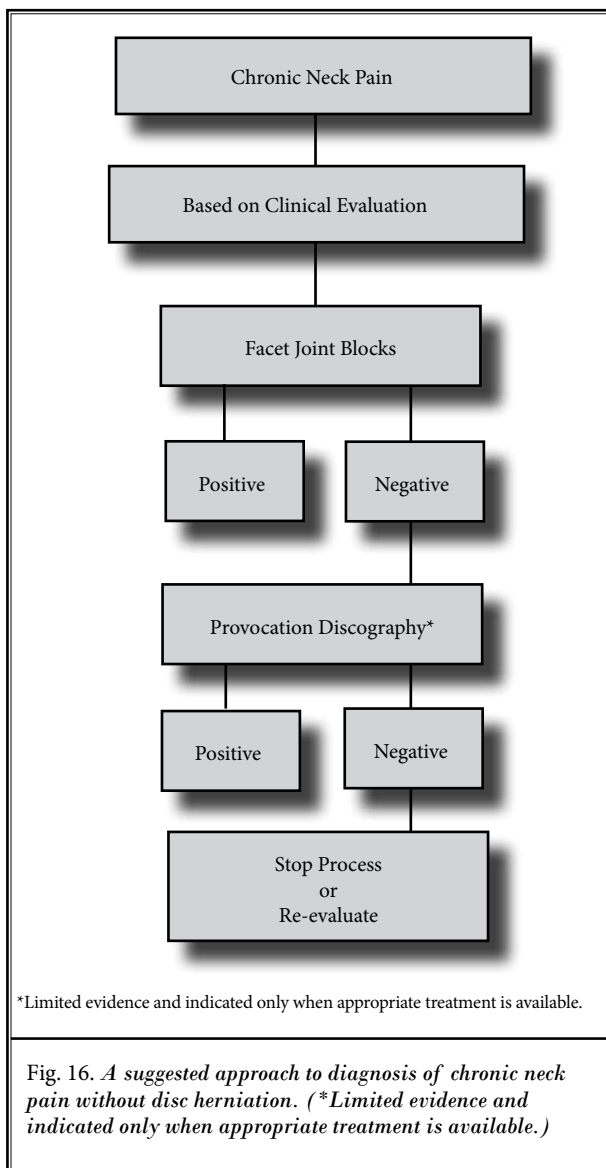 Chronic Neck Pain
Based on Clinical Evaluation
Facet Joint Blocks
Positive
Negative
Provocation Discography*
Positive
Negative
Stop Process
or
Re-evaluate
*Limited evidence and indicated only when appropriate treatment is available.
Fig. 16. A suggested approach to diagnosis of chronic neck
pain without disc herniation. (*Limited evidence and
indicated only when appropriate treatment is available.)